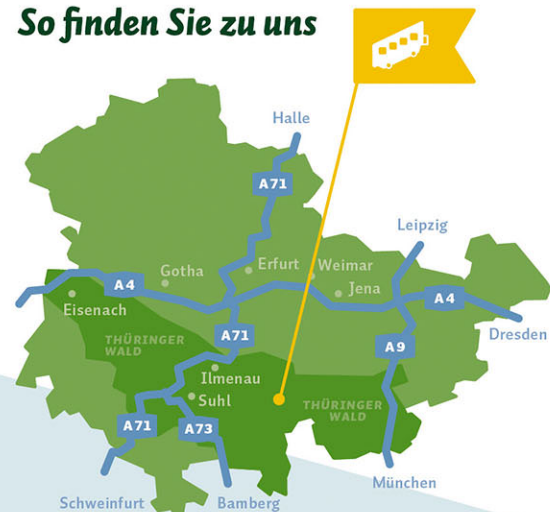 So finden Sie zu uns
Halle
A71
Leipzig
Erfurt
Weimar
Gotha
A4
Jena
A4
Eisenach
Dresden
A71
THÜRINGER
WALD
A9
Ilmenau
Suhl
THÜRINGER
WALD
A71
A73
München
Schweinfurt
Bamberg